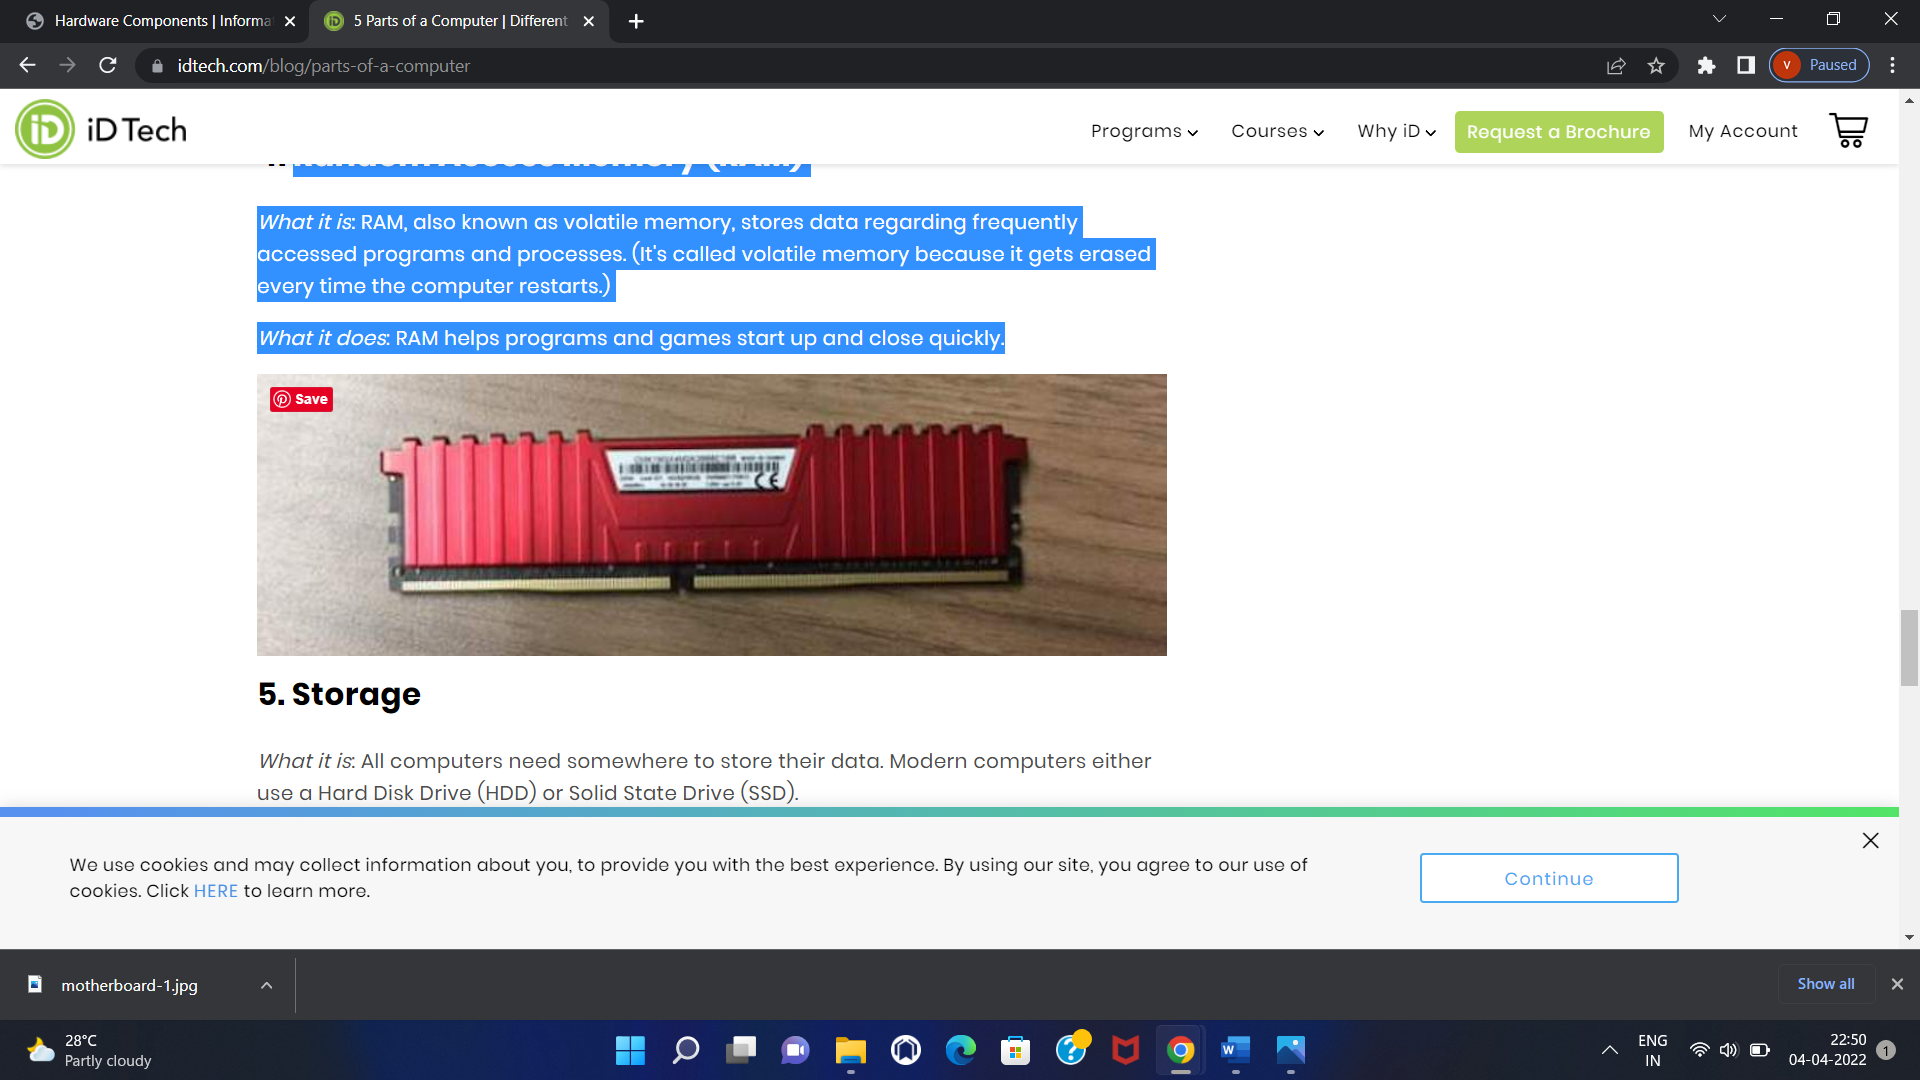 Hardware Components | Informa
5 Parts of a Computer | Different
idtech.com/blog/parts-of-a-computer
V Paused
iD iD Tech
Programs
Courses
Why iD
Request a Brochure
My Account
What it is: RAM, also known as volatile memory, stores data regarding frequently
accessed programs and processes. (It's called volatile memory because it gets erased
every time the computer restarts.)
What it does: RAM helps programs and games start up and close quickly.
Save
CE
5. Storage
What it is: All computers need somewhere to store their data. Modern computers either
use a Hard Disk Drive (HDD) or Solid State Drive (SSD).
We use cookies and may collect information about you, to provide you with the best experience. By using our site, you agree to our use of
cookies. Click HERE to learn more.
Continue
motherboard-1.jpg
Show all
28°C
Partly cloudy
ENG
IN
22:50
04-04-2022
1